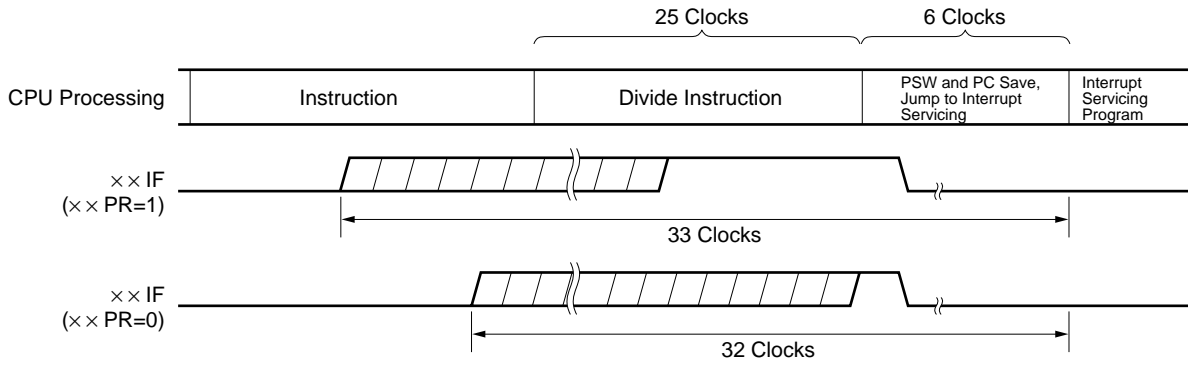 25 Clocks
6 Clocks
CPU Processing
Instruction
Divide Instruction
PSW and PC Save,
Jump to Interrupt
Servicing
Interrupt
Servicing
Program
×× IF
(×× PR=1)
33 Clocks
×× IF
(×× PR=0)
32 Clocks